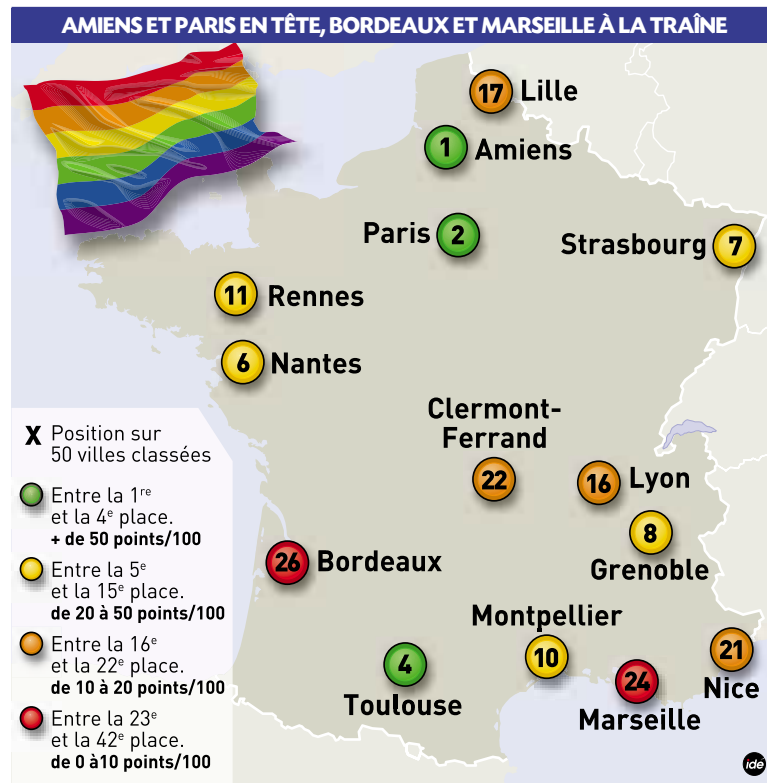 AMIENS ET PARIS EN TÊTE, BORDEAUX ET MARSEILLE À LA TRAÎNE
17 Lille
1 Amiens
Paris 2
Strasbourg 7
11 Rennes
6 Nantes
Clermont-
Ferrand
22
16 Lyon
8
Grenoble
26 Bordeaux
Montpellier
10
4
Toulouse
21
Nice
24
Marseille
X Position sur
50 villes classées
Entre la 1re
et la 4e place.
+ de 50 points/100
Entre la 5e
et la 15e place.
de 20 à 50 points/100
Entre la 16e
et la 22e place.
de 10 à 20 points/100
Entre la 23e
et la 42e place.
de 0 à10 points/100
idé